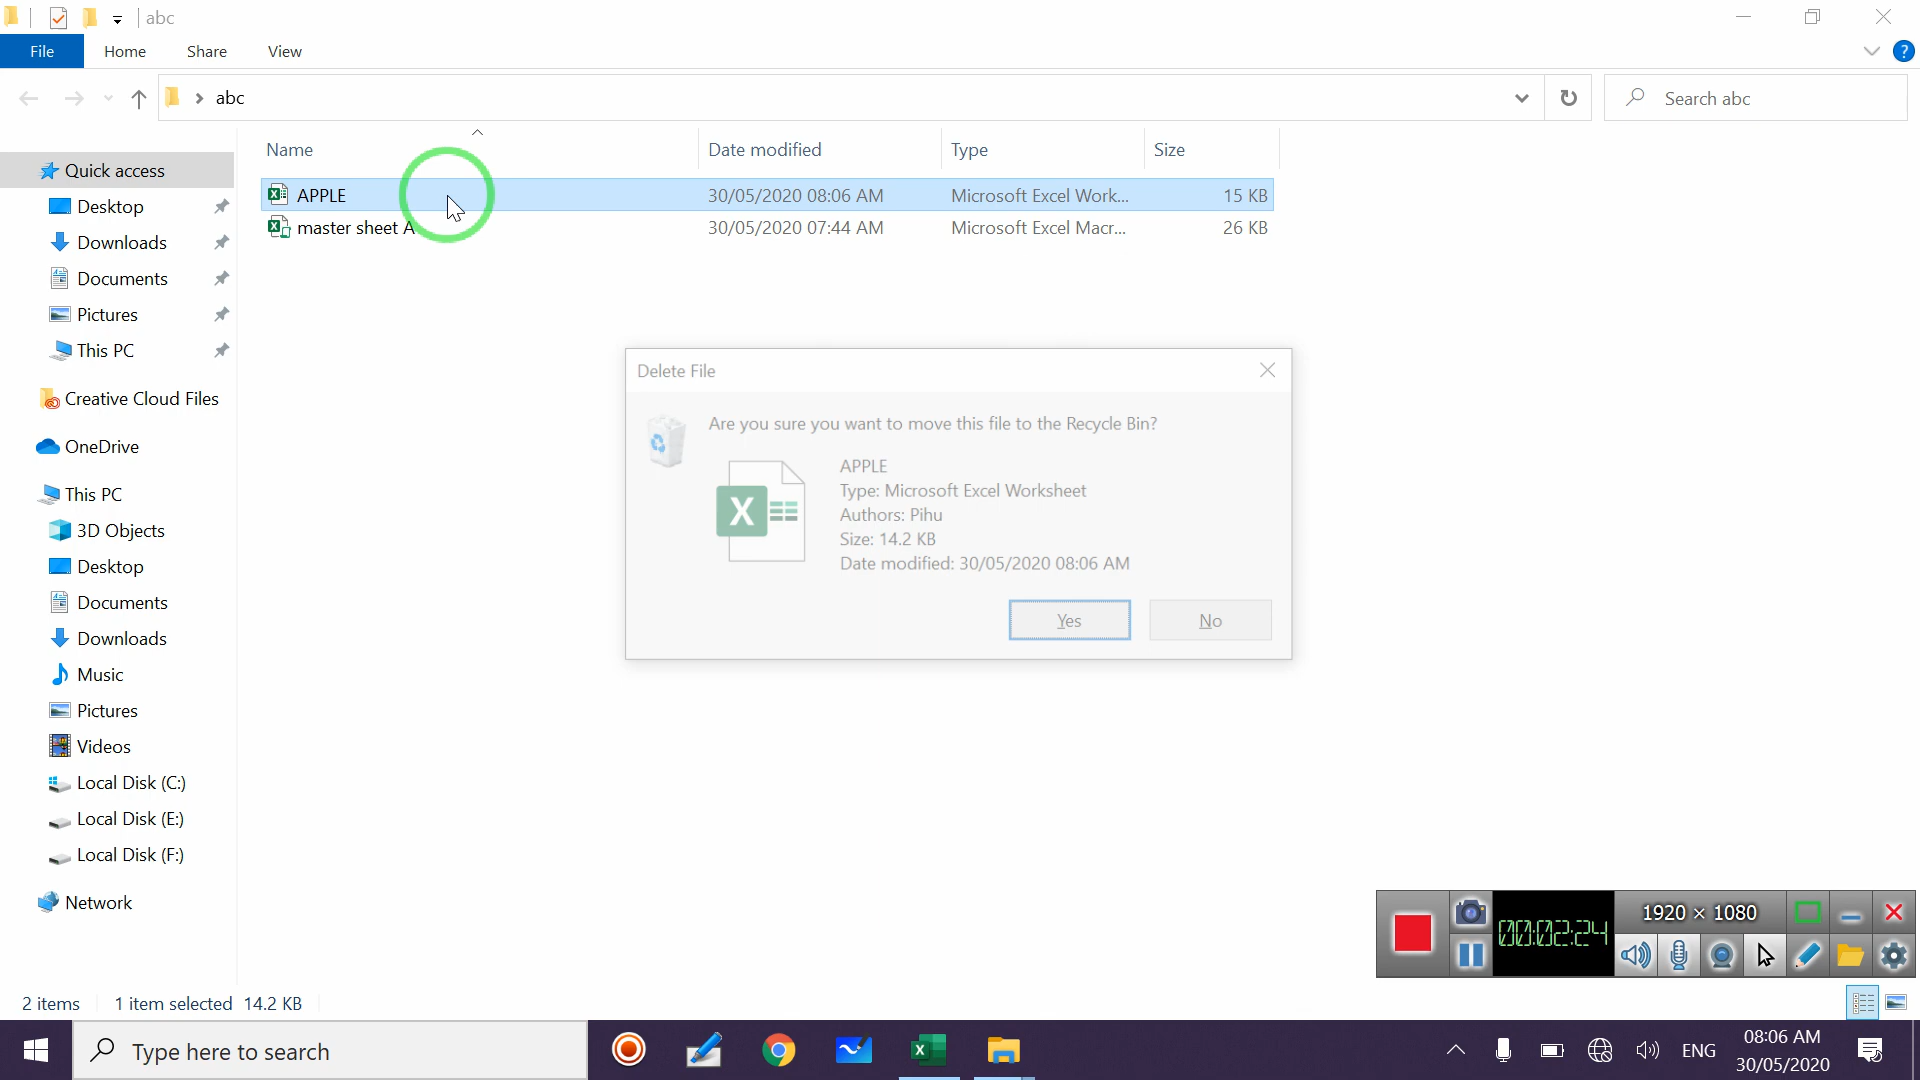 abc
File Home Share View
?
abc
Search abc
Name Date modified Type Size
APPLE 30/05/2020 08:06 AM Microsoft Excel Work... 15 KB
master sheet A 30/05/2020 07:44 AM Microsoft Excel Macr... 26 KB
Quick access
Desktop
Downloads
Documents
Pictures
This PC
Creative Cloud Files
OneDrive
This PC
3D Objects
Desktop
Documents
Downloads
Music
Pictures
Videos
Local Disk (C:)
Local Disk (E:)
Local Disk (F:)
Network
Delete File
Are you sure you want to move this file to the Recycle Bin?
X
APPLE
Type: Microsoft Excel Worksheet
Authors: Pihu
Size: 14.2 KB
Date modified: 30/05/2020 08:06 AM
Yes No
00:02:24
1920 × 1080
2 items 1 item selected 14.2 KB
Type here to search
X
ENG
08:06 AM
30/05/2020